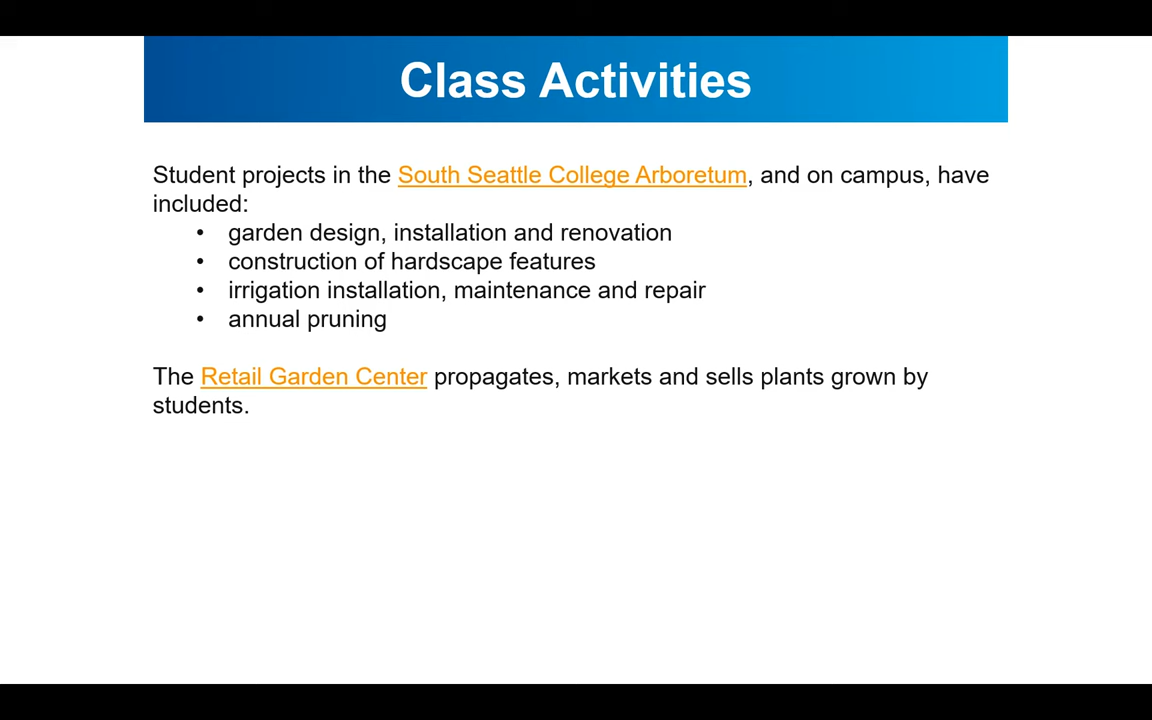 Class Activities
Student projects in the South Seattle College Arboretum, and on campus, have
included:
• garden design, installation and renovation
• construction of hardscape features
• irrigation installation, maintenance and repair
• annual pruning
The Retail Garden Center propagates, markets and sells plants grown by
students.